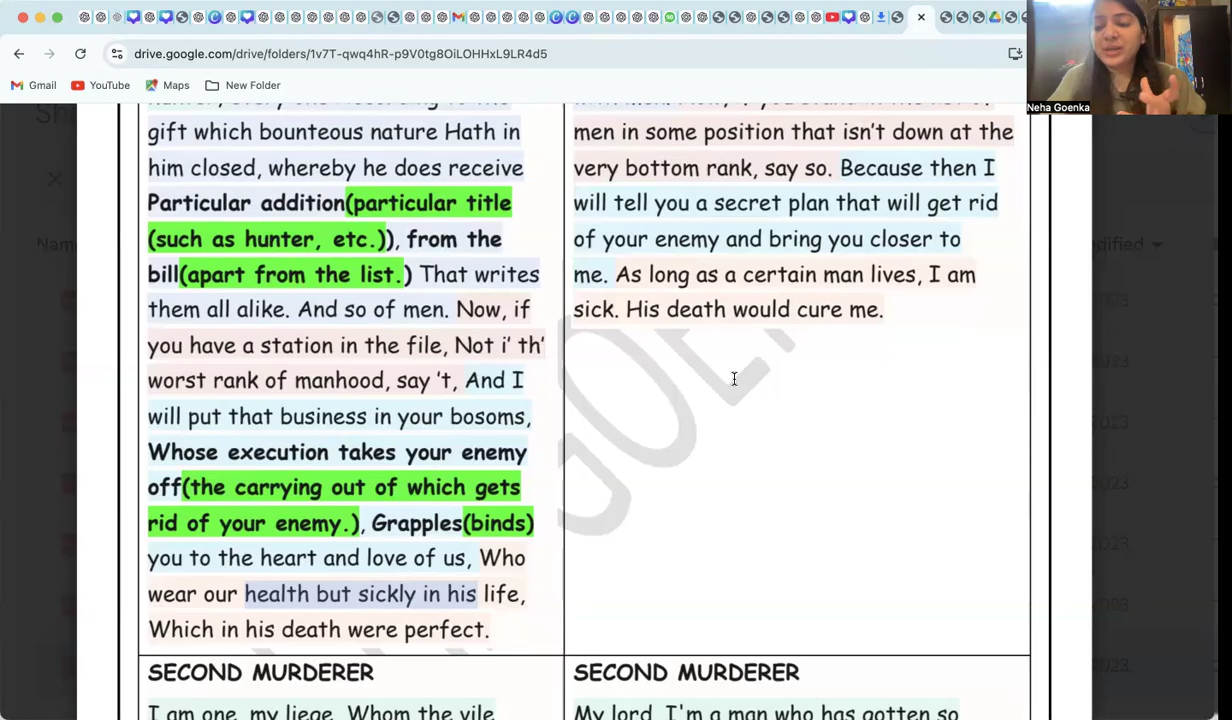 drive.google.com/drive/folders/1v7T-qwq4hR-p9V0tg8OiLOHHxL9LR4d5
Gmail
YouTube
Maps
New Folder
Neha Goenka
gift which bounteous nature Hath in
him closed, whereby he does receive
Particular addition(particular title
(such as hunter, etc.)), from the
bill(apart from the list.) That writes
them all alike. And so of men. Now, if
you have a station in the file, Not i’ th’
worst rank of manhood, say ’t, And I
will put that business in your bosoms,
Whose execution takes your enemy
off(the carrying out of which gets
rid of your enemy.), Grapples(binds)
you to the heart and love of us, Who
wear our health but sickly in his life,
Which in his death were perfect.
men in some position that isn’t down at the
very bottom rank, say so. Because then I
will tell you a secret plan that will get rid
of your enemy and bring you closer to
me. As long as a certain man lives, I am
sick. His death would cure me.
SECOND MURDERER
I am one, my liege, Whom the vile
SECOND MURDERER
My lord, I'm a man who has gotten so